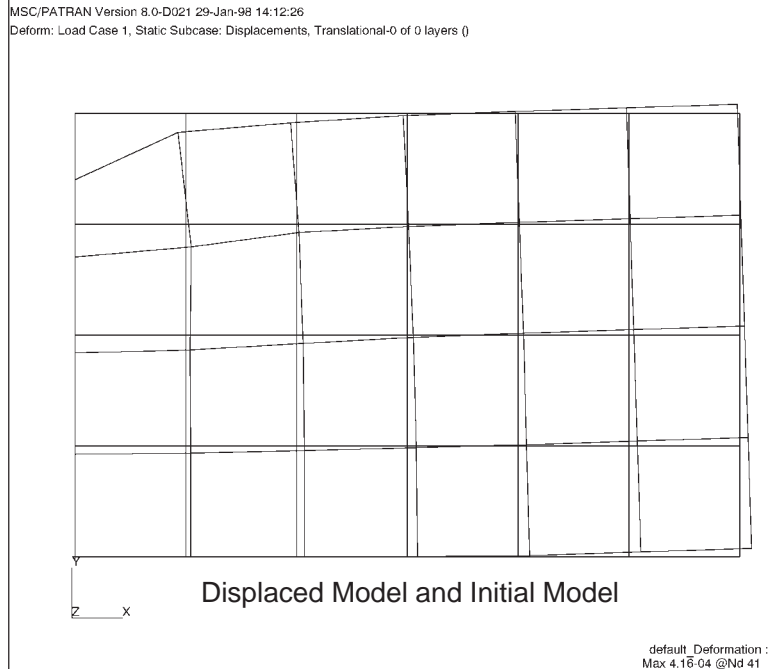 MSC/PATRAN Version 8.0-D021 29-Jan-98 14:12:26
Deform: Load Case 1, Static Subcase: Displacements, Translational-0 of 0 layers ()
Y
Z X
Displaced Model and Initial Model
default_Deformation :
Max 4.16-04 @Nd 41